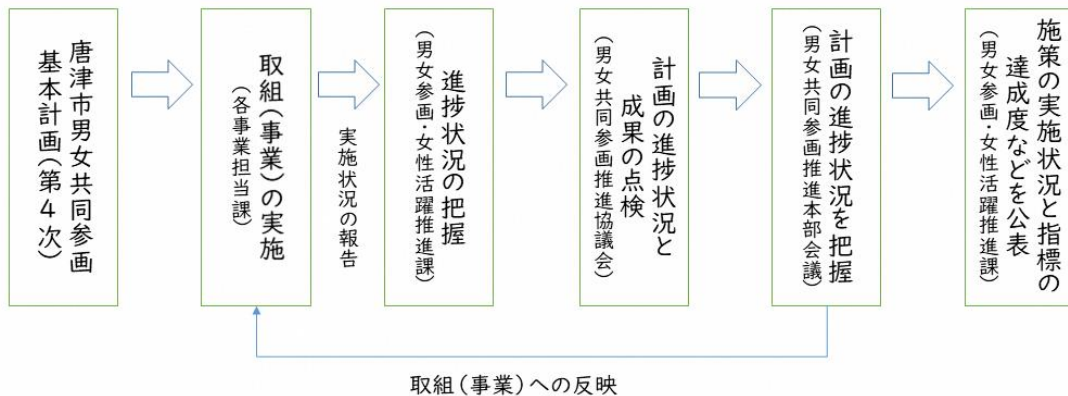 唐津市男女共同参画
基本計画(第4次)
取組(事業)の実施
(各事業担当課)
実施状況の報告
進捗状況の把握
(男女参画・女性活躍推進課)
計画の進捗状況と
成果の点検
(男女共同参画推進協議会)
計画の進捗状況を把握
(男女共同参画推進本部会議)
施策の実施状況と指標の
達成度などを公表
(男女参画・女性活躍推進課)
取組(事業)への反映